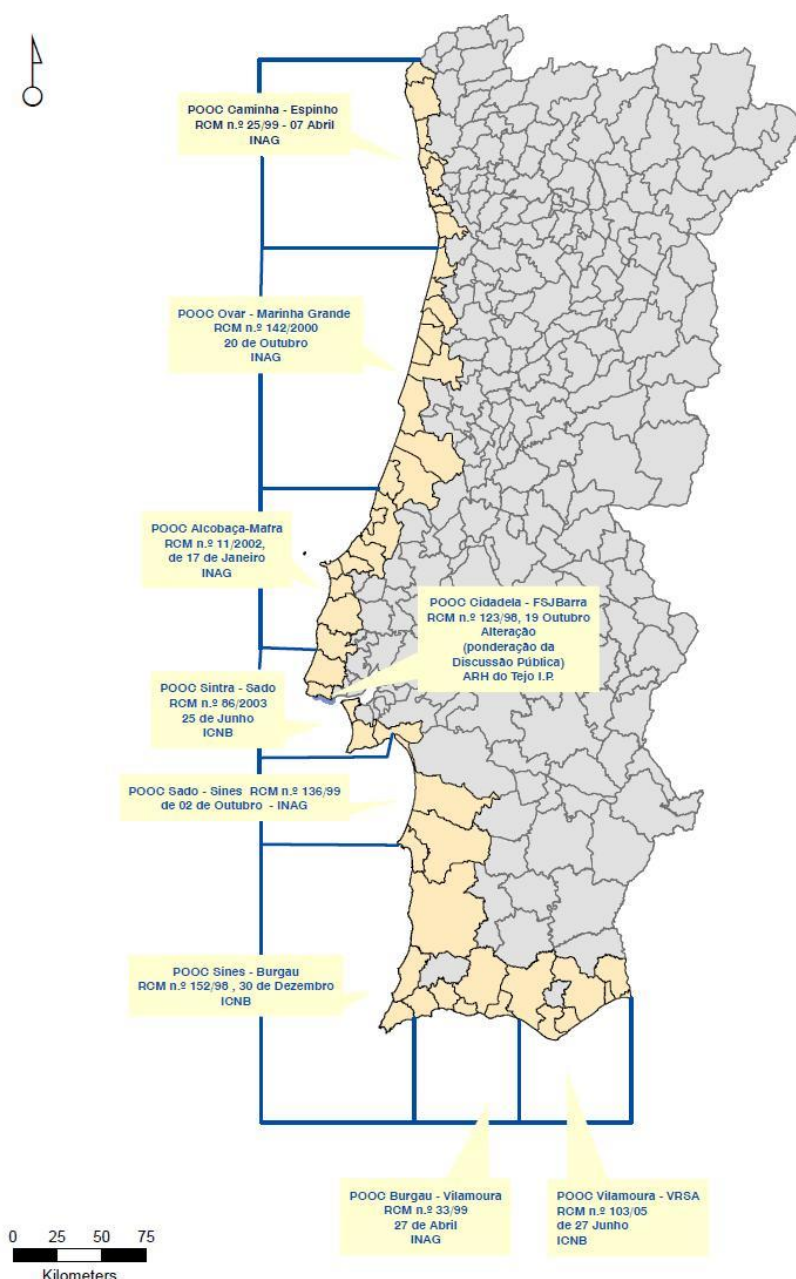 POOC Caminha - Espinho
RCM n.º 25/99 - 07 Abril
INAG
POOC Ovar - Marinha Grande
RCM n.º 142/2000
20 de Outubro
INAG
POOC Alcobaça-Mafra
RCM n.º 11/2002,
de 17 de Janeiro
INAG
POOC Cidadela - FSJBarra
RCM n.º 123/98, 19 Outubro
Alteração
(ponderação da
Discussão Pública)
ARH do Tejo I.P.
POOC Sintra - Sado
RCM n.º 86/2003
25 de Junho
ICNB
POOC Sado - Sines RCM n.º 136/99
de 02 de Outubro - INAG
POOC Sines - Burgau
RCM n.º 152/98 , 30 de Dezembro
ICNB
POOC Burgau - Vilamoura
RCM n.º 33/99
27 de Abril
INAG
POOC Vilamoura - VRSA
RCM n.º 103/05
de 27 Junho
ICNB
0 25 50 75
Kilometers